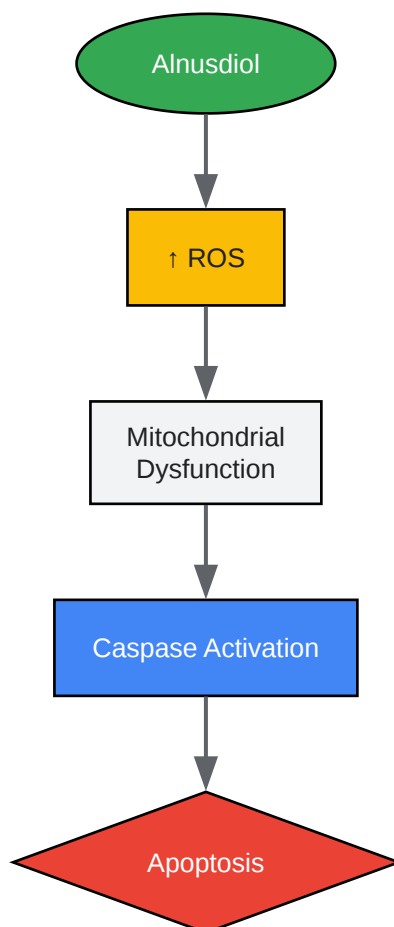 Alnusdiol
↑ ROS
Mitochondrial
Dysfunction
Caspase Activation
Apoptosis